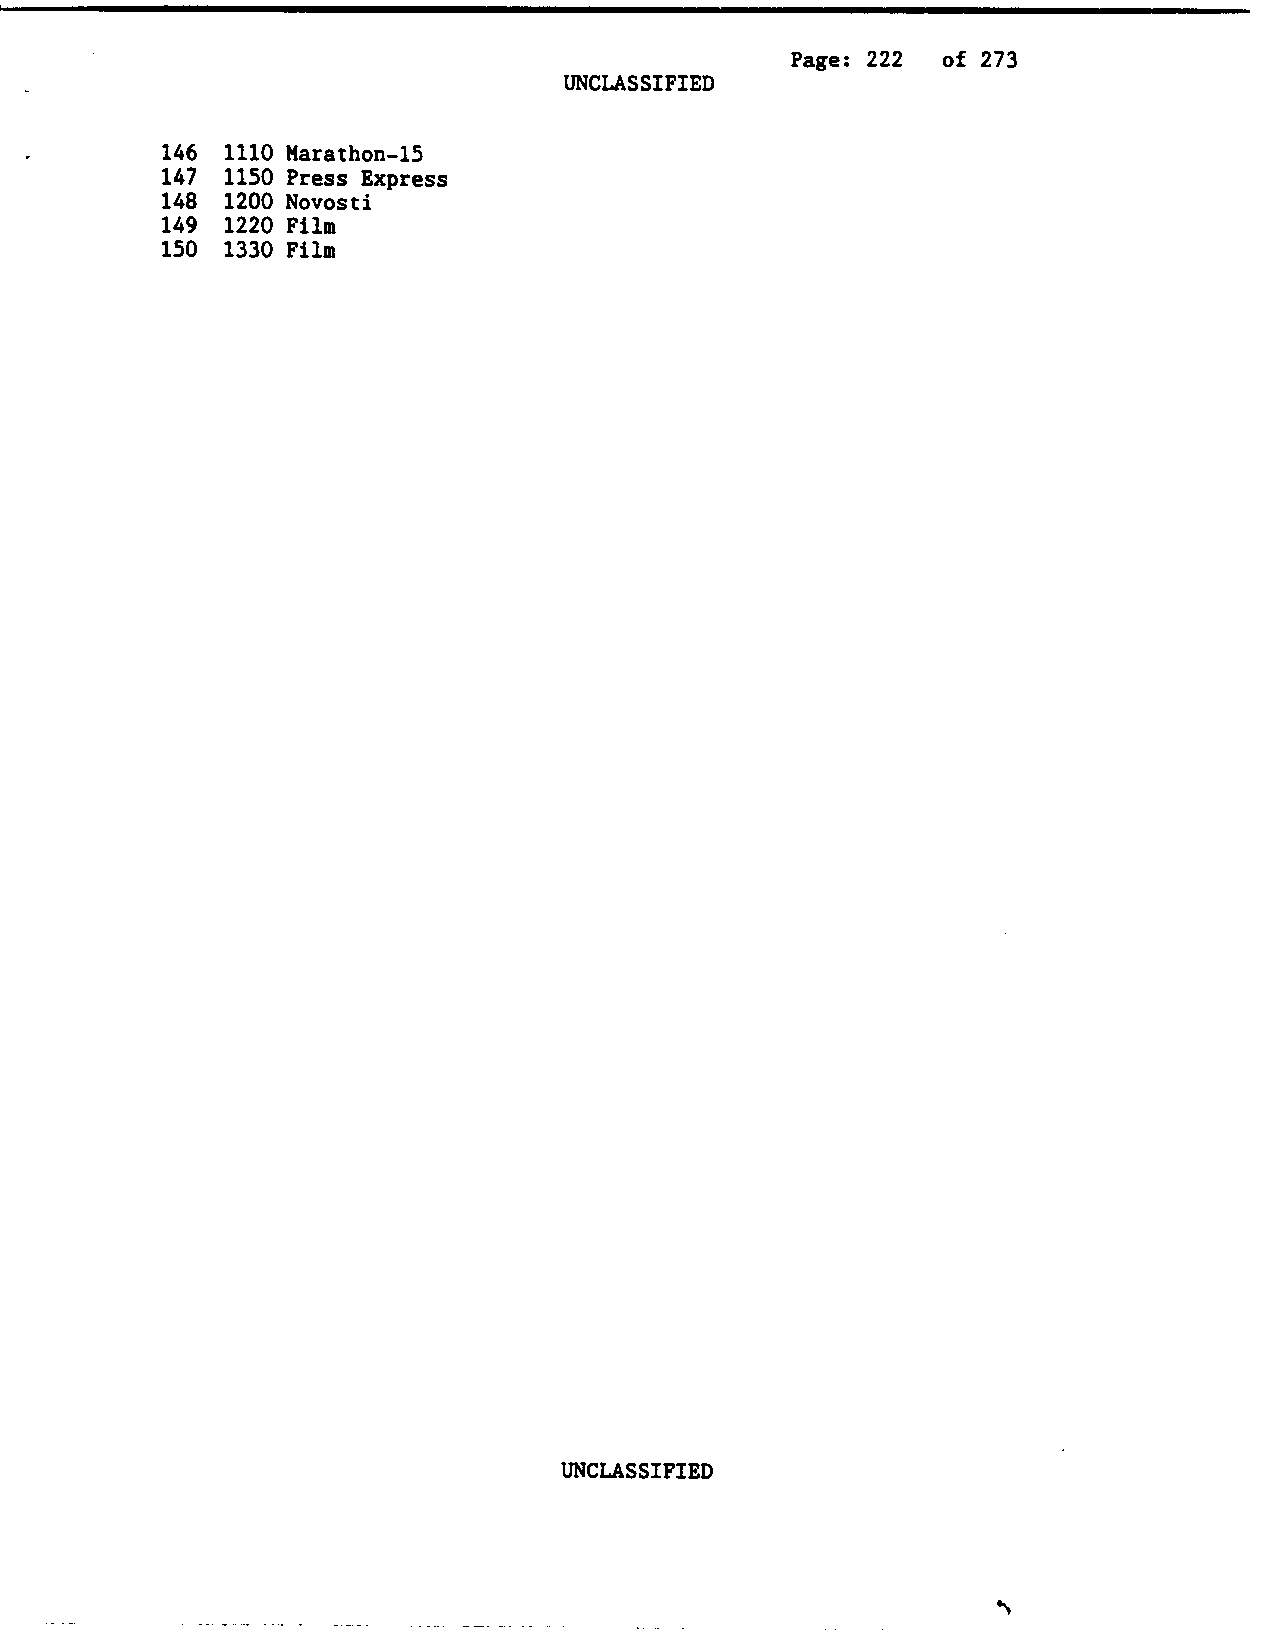 Page: 222 of 273
UNCLASSIFIED
146 1110 Marathon-15
147 1150 Press Express
148 1200 Novosti
149 1220 Film
150 1330 Film
UNCLASSIFIED